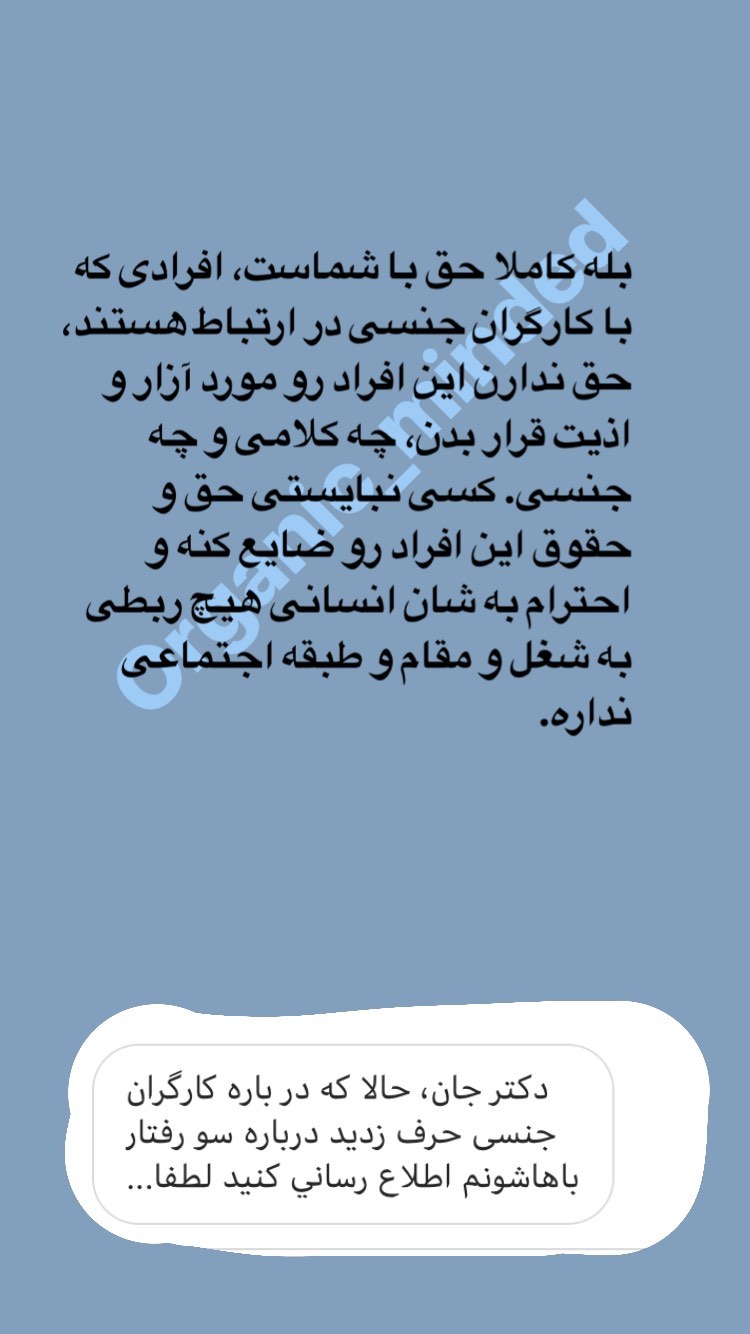 بله کاملا حق با شماست، افرادی که
با کارگران جنسی در ارتباط هستند،
حق ندارن این افراد رو مورد آزار و
اذیت قرار بدن، چه کلامی و چه
جنسی. کسی نبایستی حق و
حقوق این افراد رو ضایع کنه و
احترام به شان انسانی هیچ ربطی
به شغل و مقام و طبقه اجتماعی
نداره.
Organic_minded
دکتر جان، حالا که در باره کارگران
جنسی حرف زدید درباره سو رفتار
باهاشونم اطلاع رساني کنید لطفا...